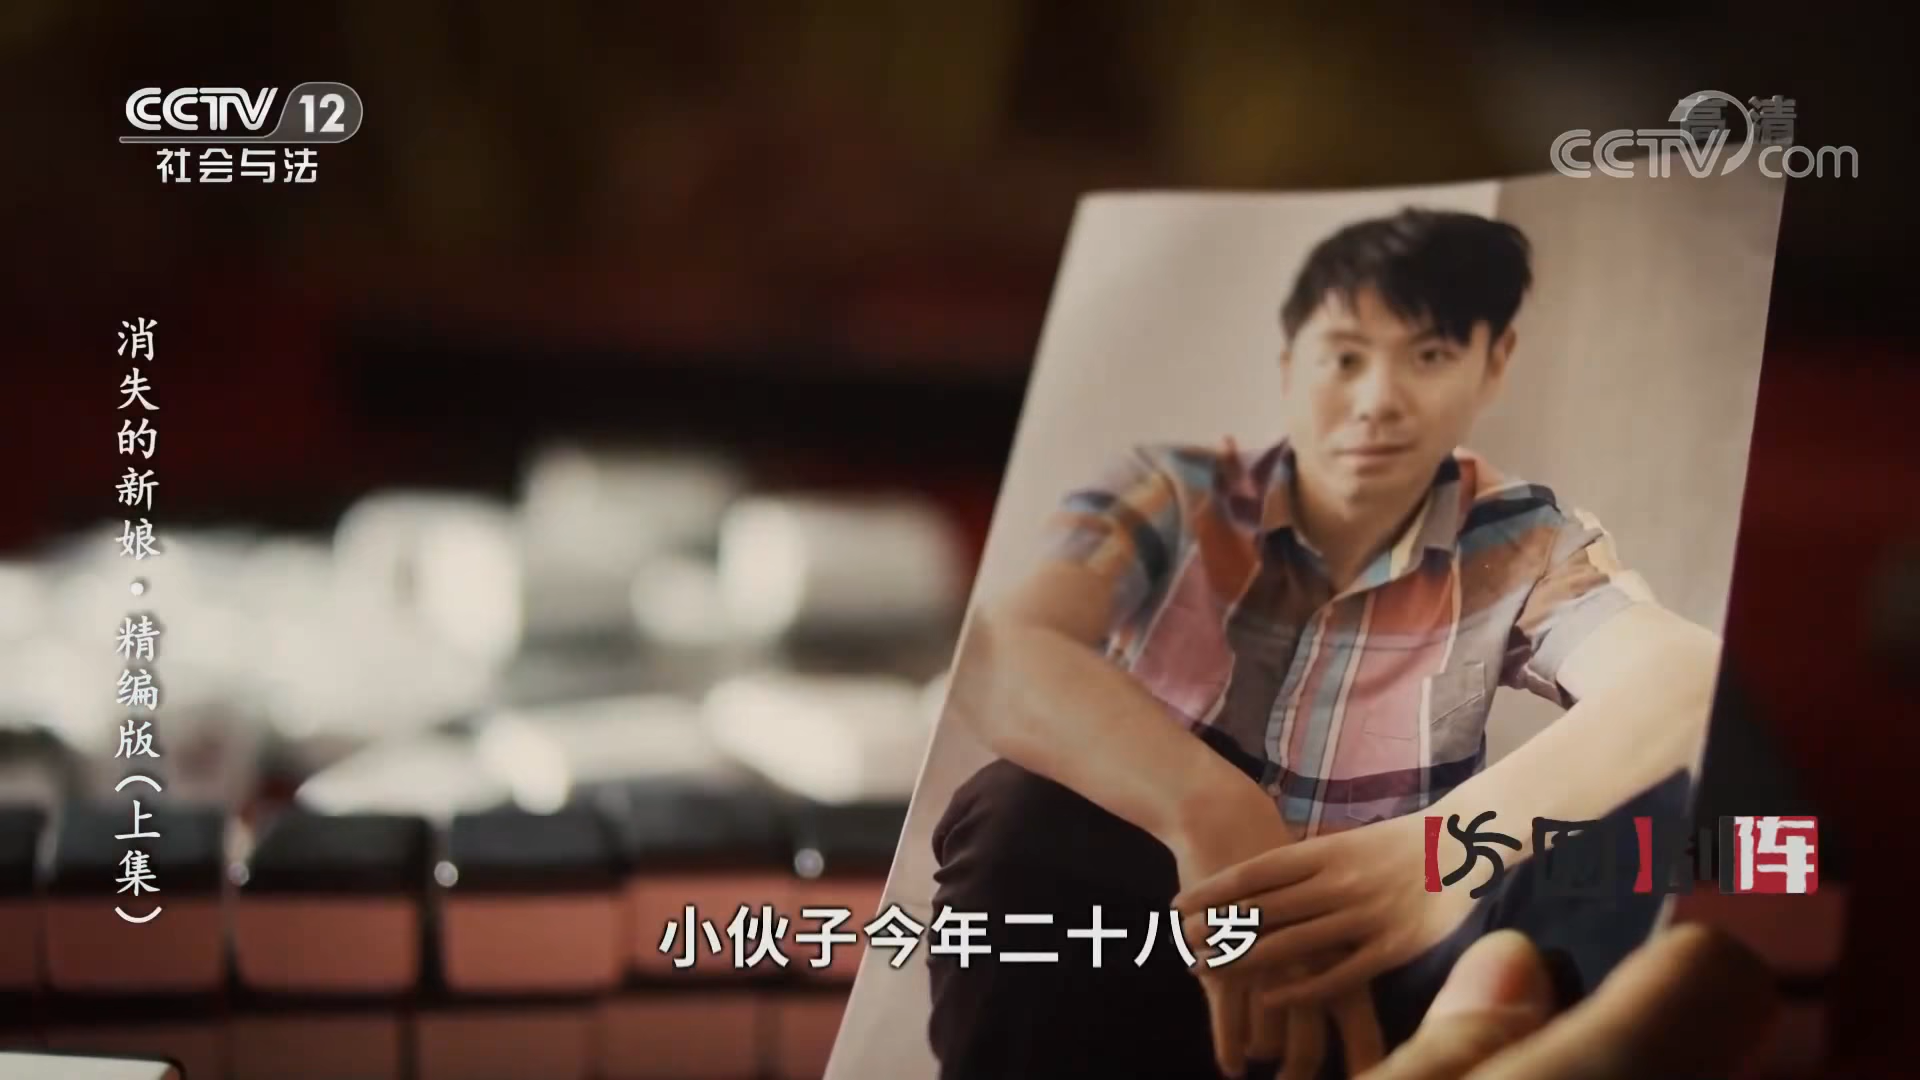 CCTV 12
社会与法
高清
CCTV.com
消失的新娘·精编版(上集)
小伙子今年二十八岁
阵